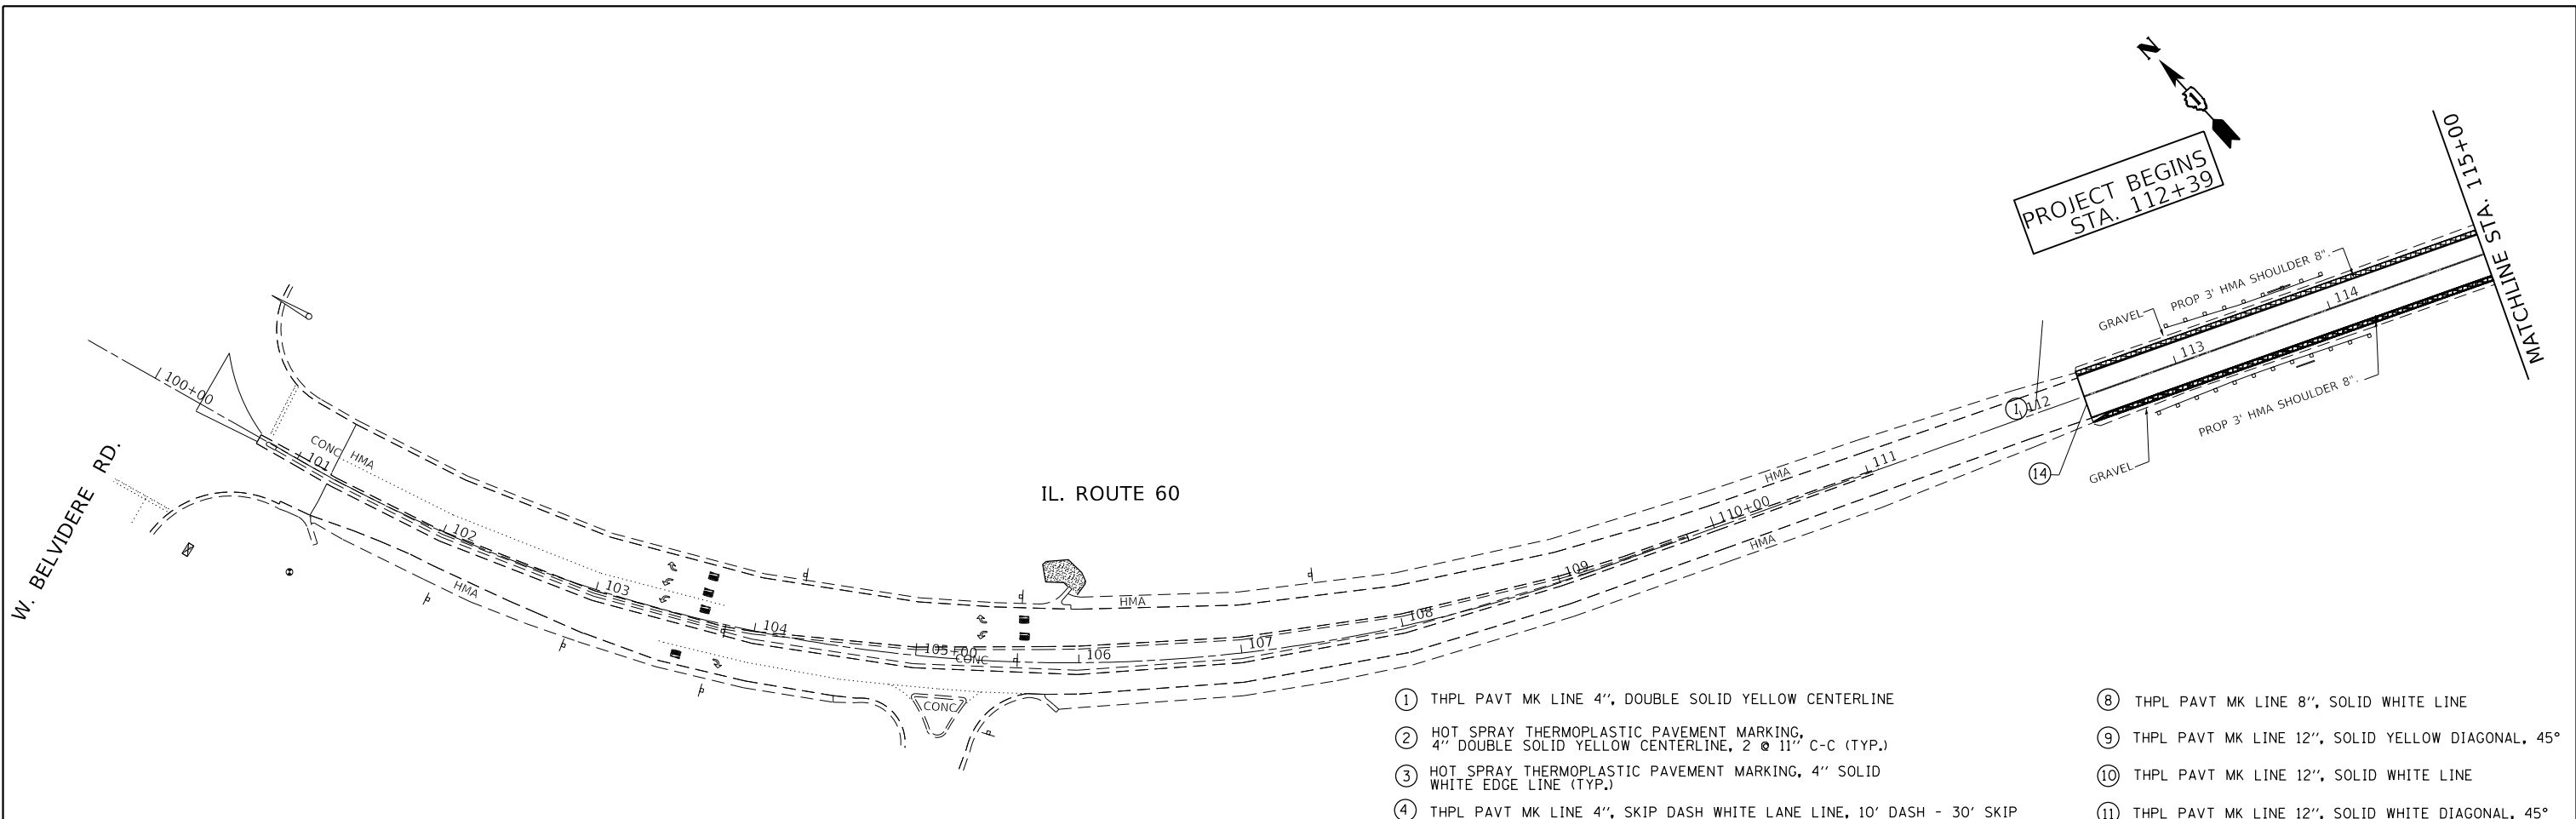 N
1
PROJECT BEGINS
STA. 112+39
MATCHLINE STA. 115+00
PROP 3' HMA SHOULDER 8".
GRAVEL
114
113
PROP 3' HMA SHOULDER 8".
GRAVEL
1
112
14
111
HMA
110+00
HMA
109
108
107
106
105+00
CONC
104
103
102
101
100+00
CONC
HMA
HMA
HMA
CONC
W. BELVIDERE RD.
IL. ROUTE 60
1 THPL PAVT MK LINE 4", DOUBLE SOLID YELLOW CENTERLINE
2 HOT SPRAY THERMOPLASTIC PAVEMENT MARKING,
4" DOUBLE SOLID YELLOW CENTERLINE, 2 @ 11" C-C (TYP.)
3 HOT SPRAY THERMOPLASTIC PAVEMENT MARKING, 4" SOLID
WHITE EDGE LINE (TYP.)
4 THPL PAVT MK LINE 4", SKIP DASH WHITE LANE LINE, 10' DASH - 30' SKIP
8 THPL PAVT MK LINE 8", SOLID WHITE LINE
9 THPL PAVT MK LINE 12", SOLID YELLOW DIAGONAL, 45°
10 THPL PAVT MK LINE 12", SOLID WHITE LINE
11 THPL PAVT MK LINE 12", SOLID WHITE DIAGONAL, 45°